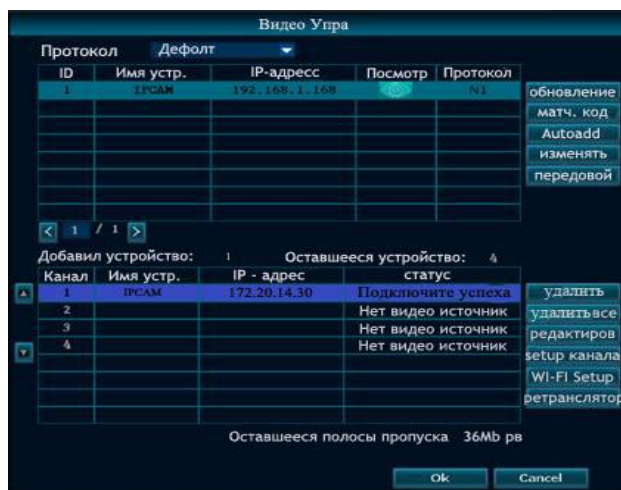 Видео Упра
Протокол Дефолт
ID Имя устр. IP-адресс Посмотр Протокол
1 IPCAM 192.168.1.168 N1
обновление
матч. код
Autoadd
изменять
передовой
< 1 / 1 >
Добавил устройство: 1 Оставшееся устройство: 4
Канал Имя устр. IP - адрес статус
1 IPCAM 172.20.14.30 Подключите успеха удалить
2 Нет видео источник удалить все
3 Нет видео источник редактиров
4 Нет видео источник setup канала
WI-FI Setup
ретранслятор
Оставшееся полосы пропуска 36Mb рв
Ok Cancel